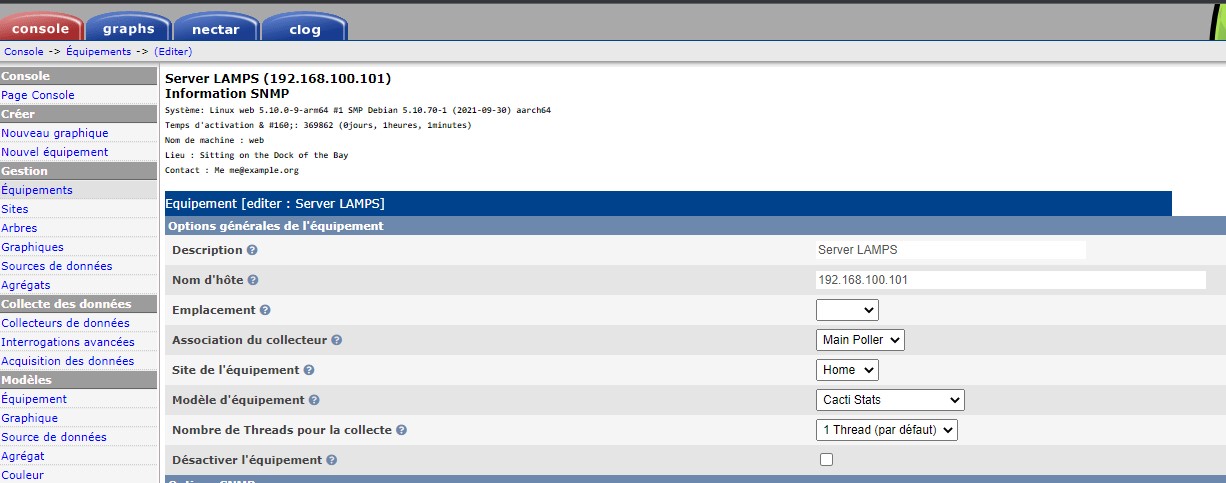 console graphs nectar clog
Console -> Équipements -> (Editer)
Console
Page Console
Créer
Nouveau graphique
Nouvel équipement
Gestion
Équipements
Sites
Arbres
Graphiques
Sources de données
Agrégats
Collecte des données
Collecteurs de données
Interrogations avancées
Acquisition des données
Modèles
Équipement
Graphique
Source de données
Agrégat
Couleur
Server LAMPS (192.168.100.101)
Information SNMP
Système: Linux web 5.10.0-9-arm64 #1 SMP Debian 5.10.70-1 (2021-09-30) aarch64
Temps d'activation & #160;: 369862 (0jours, 1heures, 1minutes)
Nom de machine : web
Lieu : Sitting on the Dock of the Bay
Contact : Me me@example.org
Equipement [editer : Server LAMPS]
Options générales de l'équipement
Description Server LAMPS
Nom d'hôte 192.168.100.101
Emplacement
Association du collecteur Main Poller
Site de l'équipement Home
Modèle d'équipement Cacti Stats
Nombre de Threads pour la collecte 1 Thread (par défaut)
Désactiver l'équipement